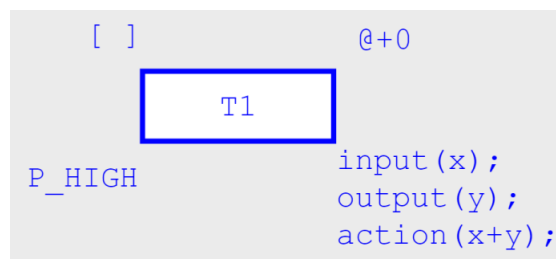 [ ]
@+0
T1
P_HIGH
input(x);
output(y);
action(x+y);